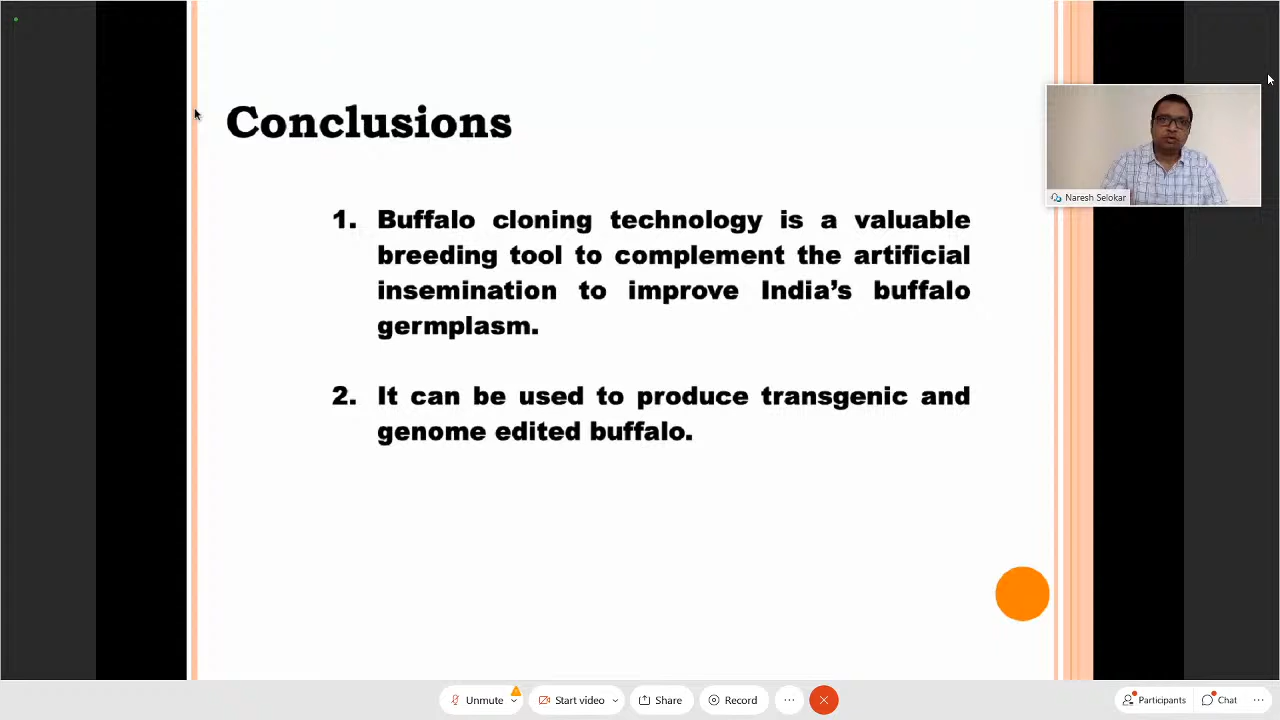 Conclusions
Naresh Selokar
1. Buffalo cloning technology is a valuable
breeding tool to complement the artificial
insemination to improve India’s buffalo
germplasm.
2. It can be used to produce transgenic and
genome edited buffalo.
Unmute Start video Share Record Participants Chat